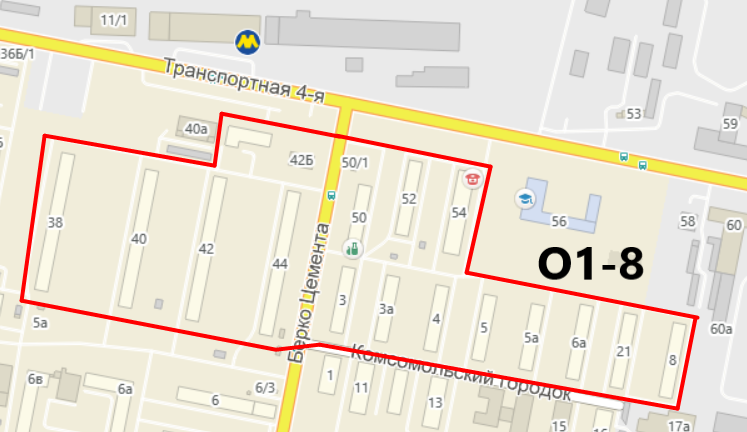 11/1
36Б/1
Транспортная 4-я
53
59
40а
42Б
50/1
52
54
56
58
60
38
40
42
44
50
О1-8
Берко Цемента
3
3а
4
5
5а
6а
21
8
60а
5а
Комсомольский городок
6в
6а
6
6/3
1
11
13
15
16
17а